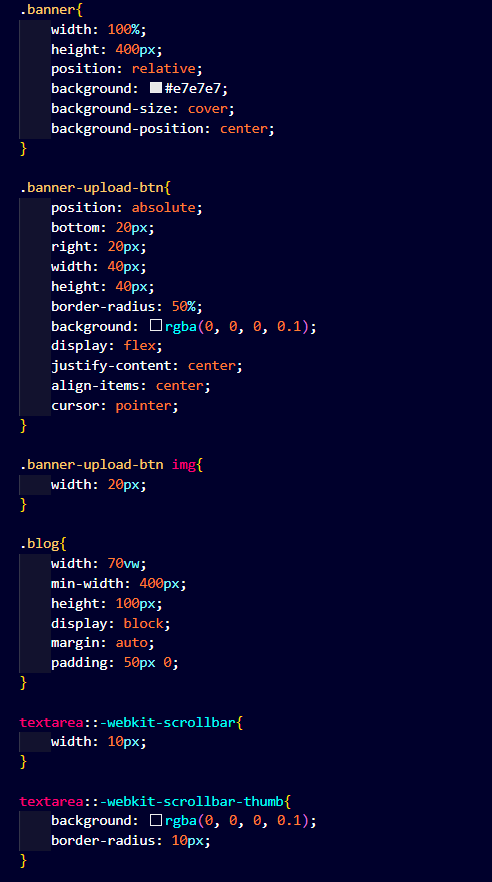 .banner{
    width: 100%;
    height: 400px;
    position: relative;
    background: #e7e7e7;
    background-size: cover;
    background-position: center;
}

.banner-upload-btn{
    position: absolute;
    bottom: 20px;
    right: 20px;
    width: 40px;
    height: 40px;
    border-radius: 50%;
    background: rgba(0, 0, 0, 0.1);
    display: flex;
    justify-content: center;
    align-items: center;
    cursor: pointer;
}

.banner-upload-btn img{
    width: 20px;
}

.blog{
    width: 70vw;
    min-width: 400px;
    height: 100px;
    display: block;
    margin: auto;
    padding: 50px 0;
}

textarea::-webkit-scrollbar{
    width: 10px;
}

textarea::-webkit-scrollbar-thumb{
    background: rgba(0, 0, 0, 0.1);
    border-radius: 10px;
}